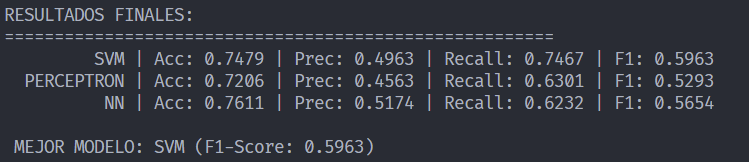 RESULTADOS FINALES:
=======================================================
SVM | Acc: 0.7479 | Prec: 0.4963 | Recall: 0.7467 | F1: 0.5963
PERCEPTRON | Acc: 0.7206 | Prec: 0.4563 | Recall: 0.6301 | F1: 0.5293
NN | Acc: 0.7611 | Prec: 0.5174 | Recall: 0.6232 | F1: 0.5654
MEJOR MODELO: SVM (F1-Score: 0.5963)